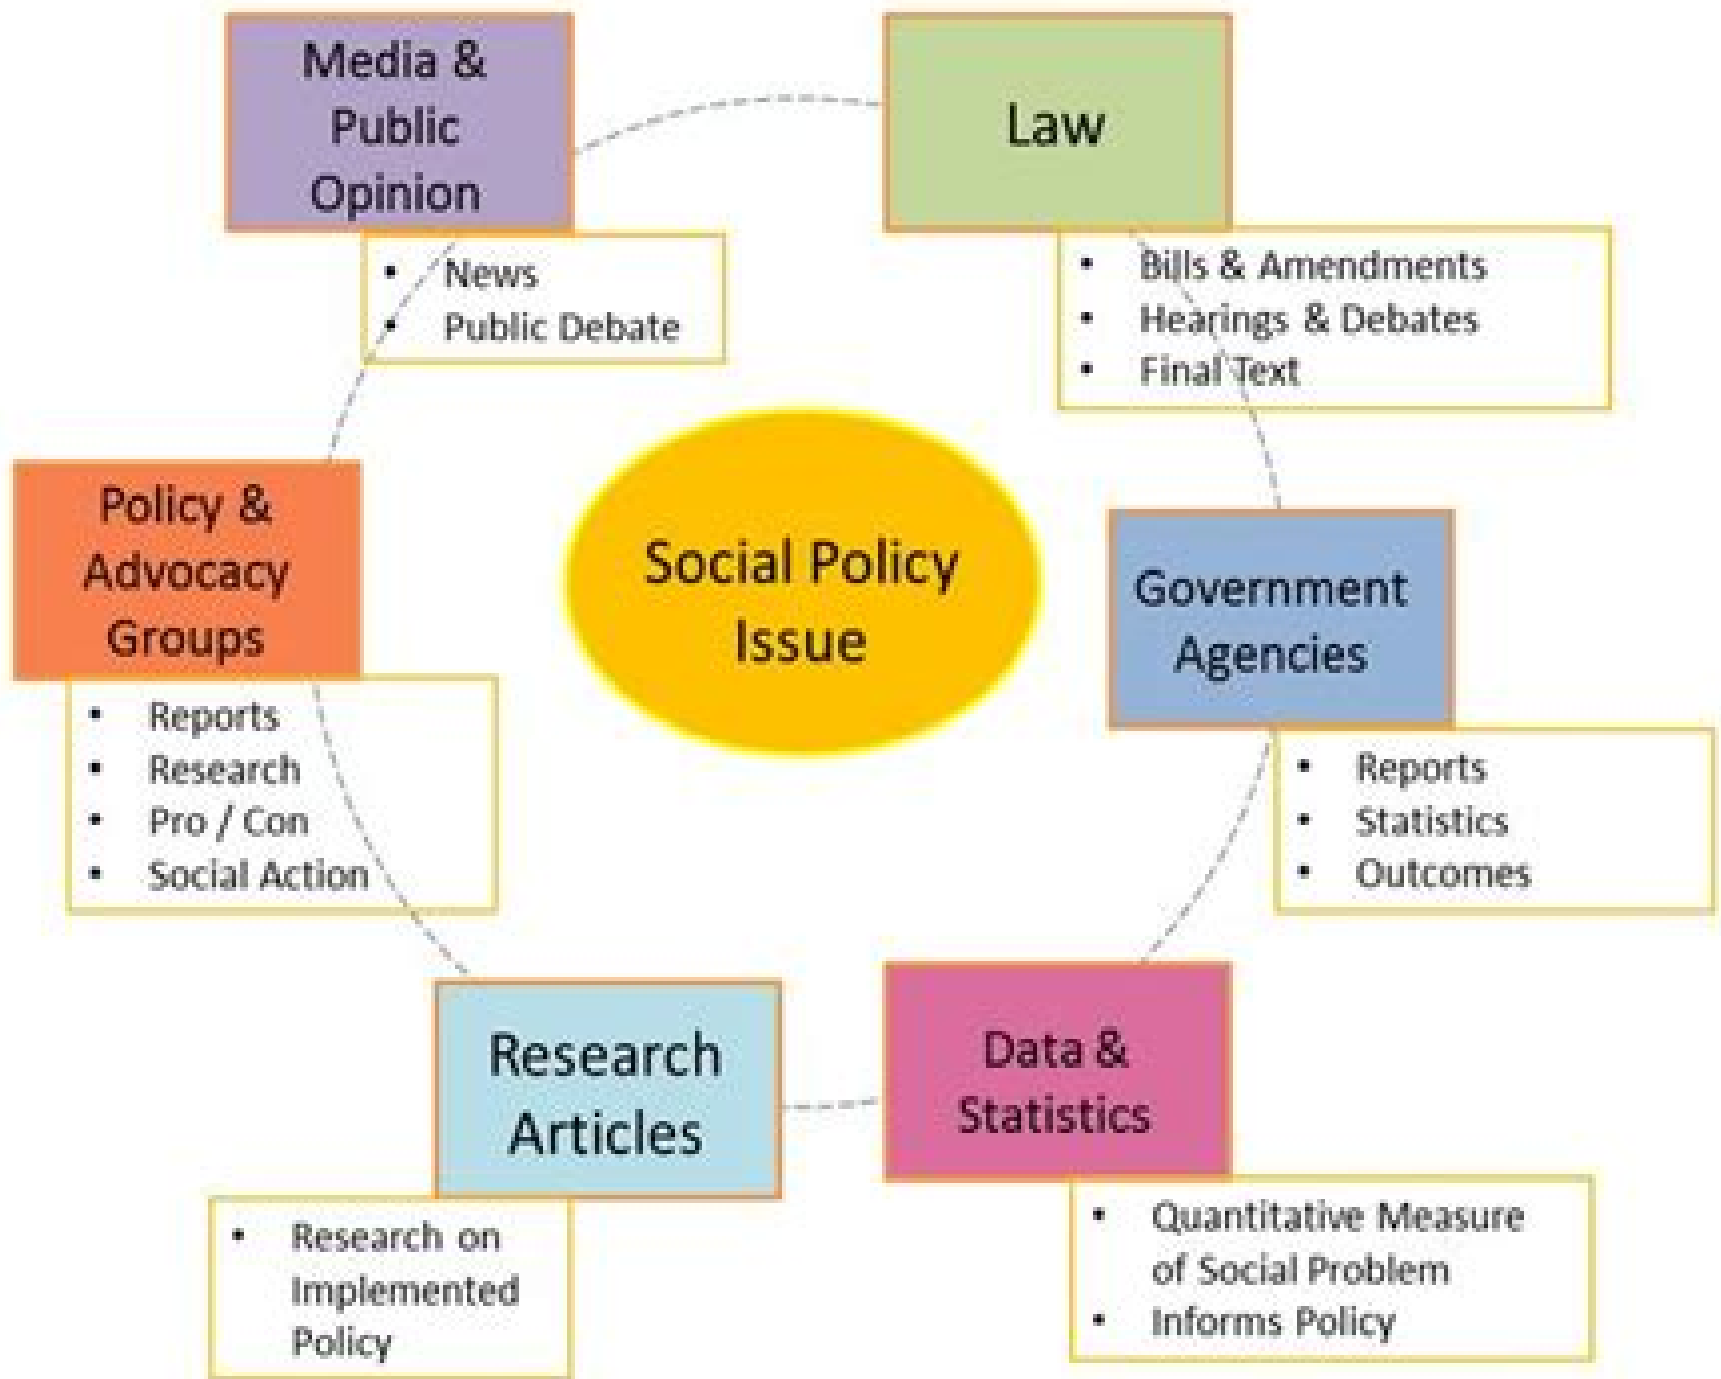 Media &
Public
Opinion
• News
• Public Debate
Law
• Bills & Amendments
• Hearings & Debates
• Final Text
Social Policy
Issue
Policy &
Advocacy
Groups
• Reports
• Research
• Pro / Con
• Social Action
Government
Agencies
• Reports
• Statistics
• Outcomes
Research
Articles
• Research on
Implemented
Policy
Data &
Statistics
• Quantitative Measure
of Social Problem
• Informs Policy